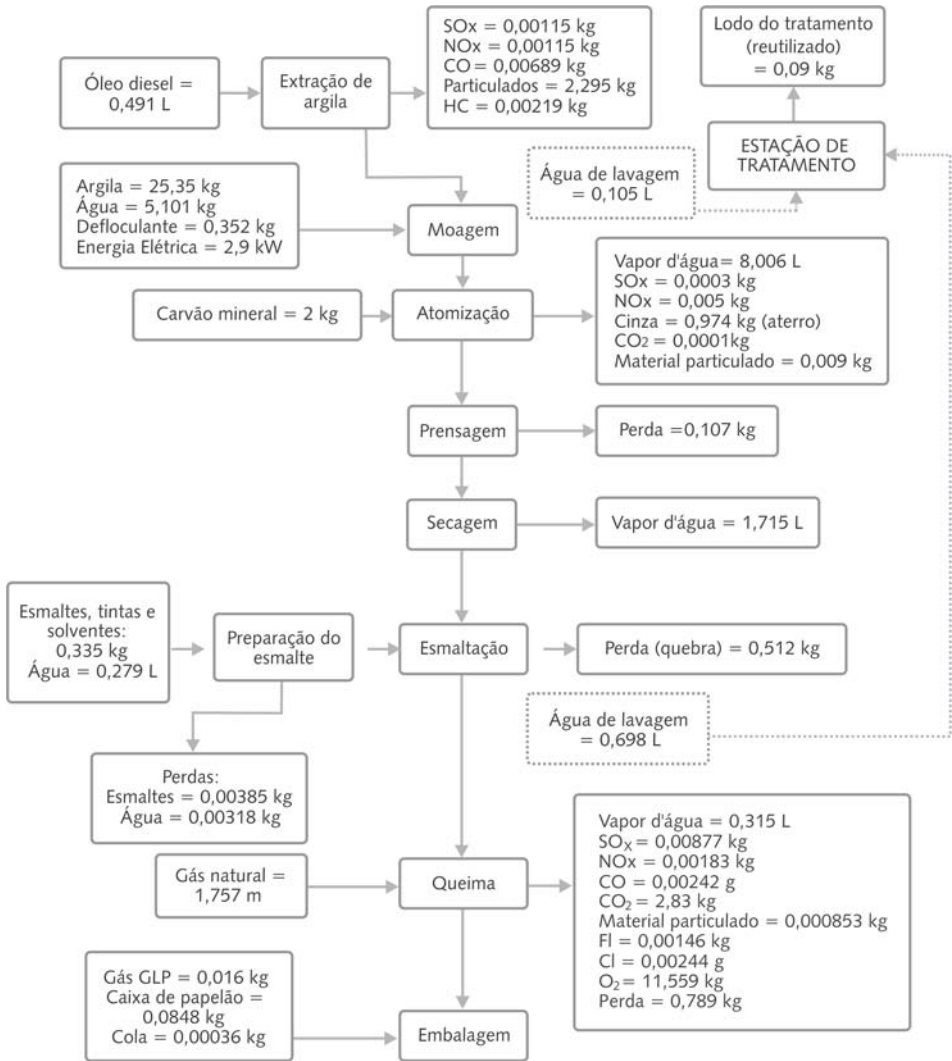 Óleo diesel =
0,491 L
Extração de
argila
SOx = 0,00115 kg
NOx = 0,00115 kg
CO= 0,00689 kg
Particulados = 2,295 kg
HC = 0,00219 kg
Lodo do tratamento
(reutilizado)
= 0,09 kg
ESTAÇÃO DE
TRATAMENTO
Água de lavagem
= 0,105 L
Argila = 25,35 kg
Água = 5,101 kg
Defloculante = 0,352 kg
Energia Elétrica = 2,9 kW
Moagem
Carvão mineral = 2 kg
Atomização
Vapor d'água= 8,006 L
SOx = 0,0003 kg
NOx = 0,005 kg
Cinza = 0,974 kg (aterro)
CO2 = 0,0001kg
Material particulado = 0,009 kg
Prensagem
Perda =0,107 kg
Secagem
Vapor d'água = 1,715 L
Esmaltes, tintas e
solventes:
0,335 kg
Água = 0,279 L
Preparação do
esmalte
Esmaltação
Perda (quebra) = 0,512 kg
Água de lavagem
= 0,698 L
Perdas:
Esmaltes = 0,00385 kg
Água = 0,00318 kg
Gás natural =
1,757 m
Queima
Vapor d'água = 0,315 L
SOx = 0,00877 kg
NOx = 0,00183 kg
CO = 0,00242 g
CO2 = 2,83 kg
Material particulado = 0,000853 kg
Fl = 0,00146 kg
Cl = 0,00244 g
O2 = 11,559 kg
Perda = 0,789 kg
Gás GLP = 0,016 kg
Caixa de papelão =
0,0848 kg
Cola = 0,00036 kg
Embalagem